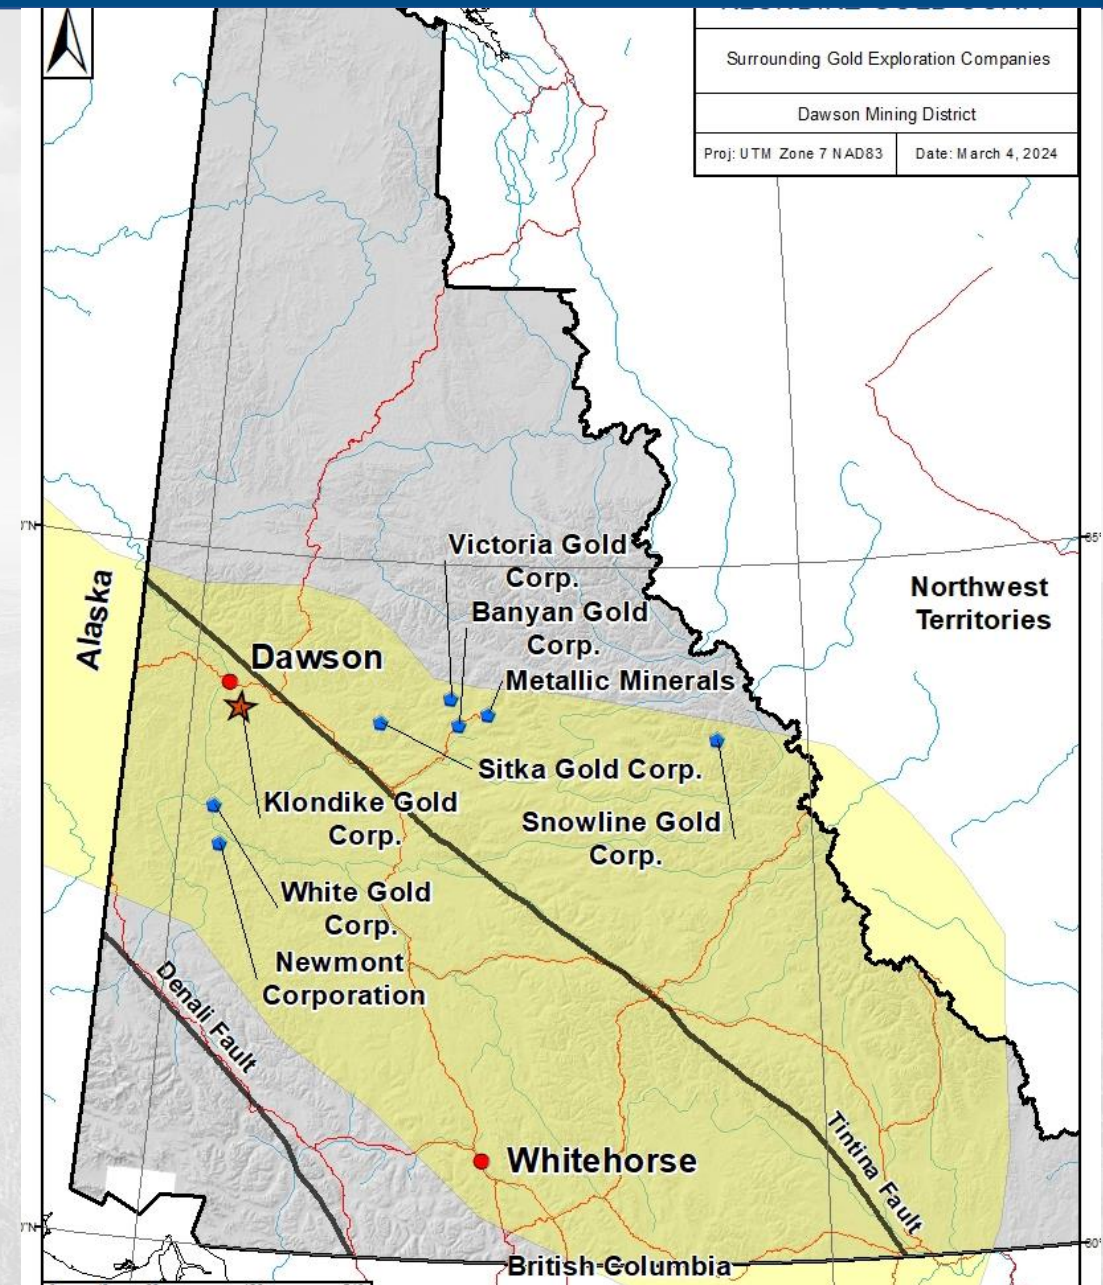 Surrounding Gold Exploration Companies
Dawson Mining District
Proj: UTM Zone 7 NAD83
Date: March 4, 2024
Victoria Gold
Corp.
Banyan Gold
Corp.
Metallic Minerals
Northwest
Territories
Alaska
Dawson
Sitka Gold Corp.
Klondike Gold
Corp.
Snowline Gold
Corp.
White Gold
Corp.
Newmont
Corporation
Denali Fault
Tintina Fault
Whitehorse
British Columbia